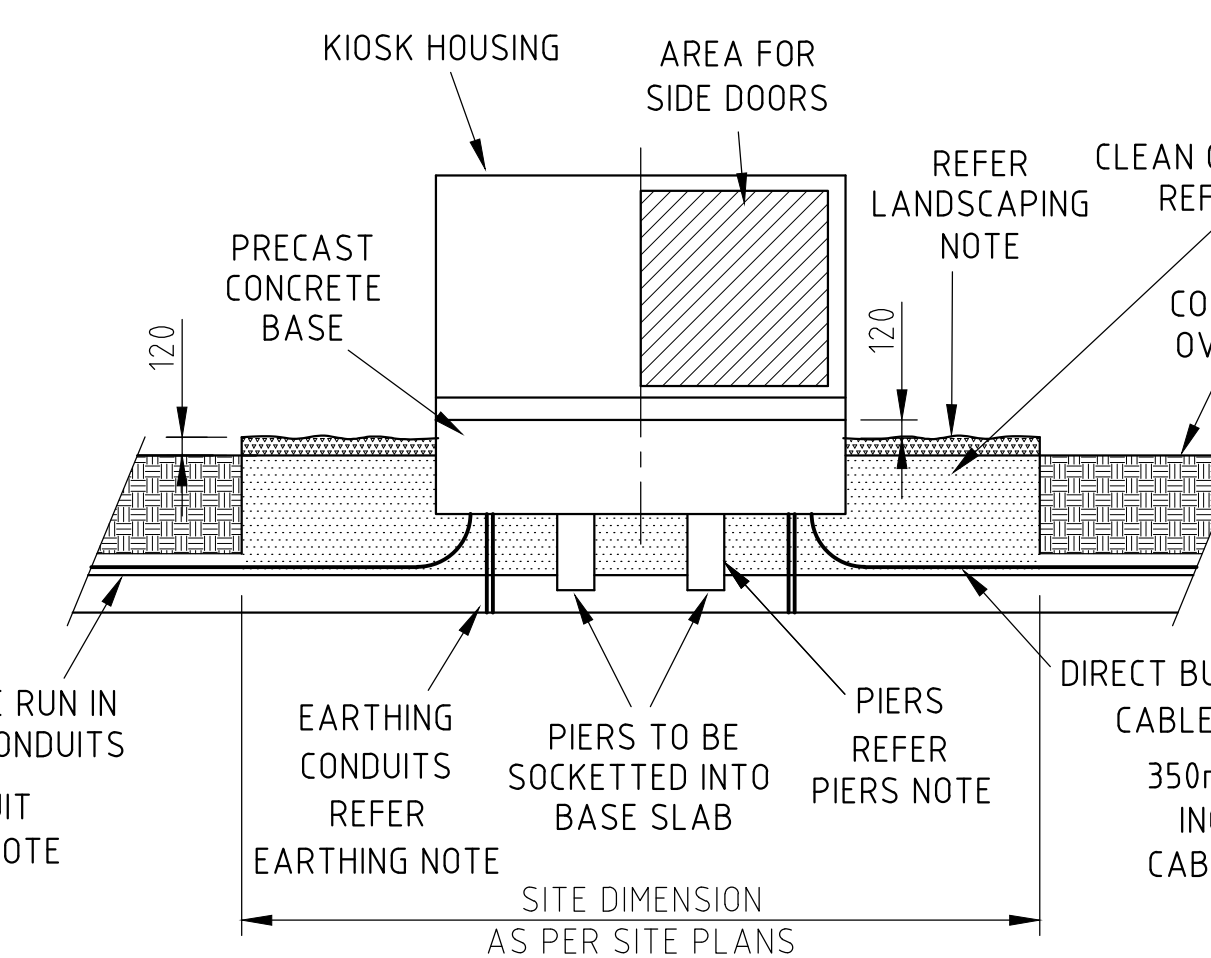 KIOSK HOUSING
AREA FOR
SIDE DOORS
REFER
LANDSCAPING
NOTE
CLEAN
PRECAST
CONCRETE
BASE
120
120
RUN IN
EARTHING
CONDUITS
REFER
EARTHING NOTE
PIERS TO BE
SOCKETTED INTO
BASE SLAB
PIERS
REFER
PIERS NOTE
DIRECT
SITE DIMENSION
AS PER SITE PLANS